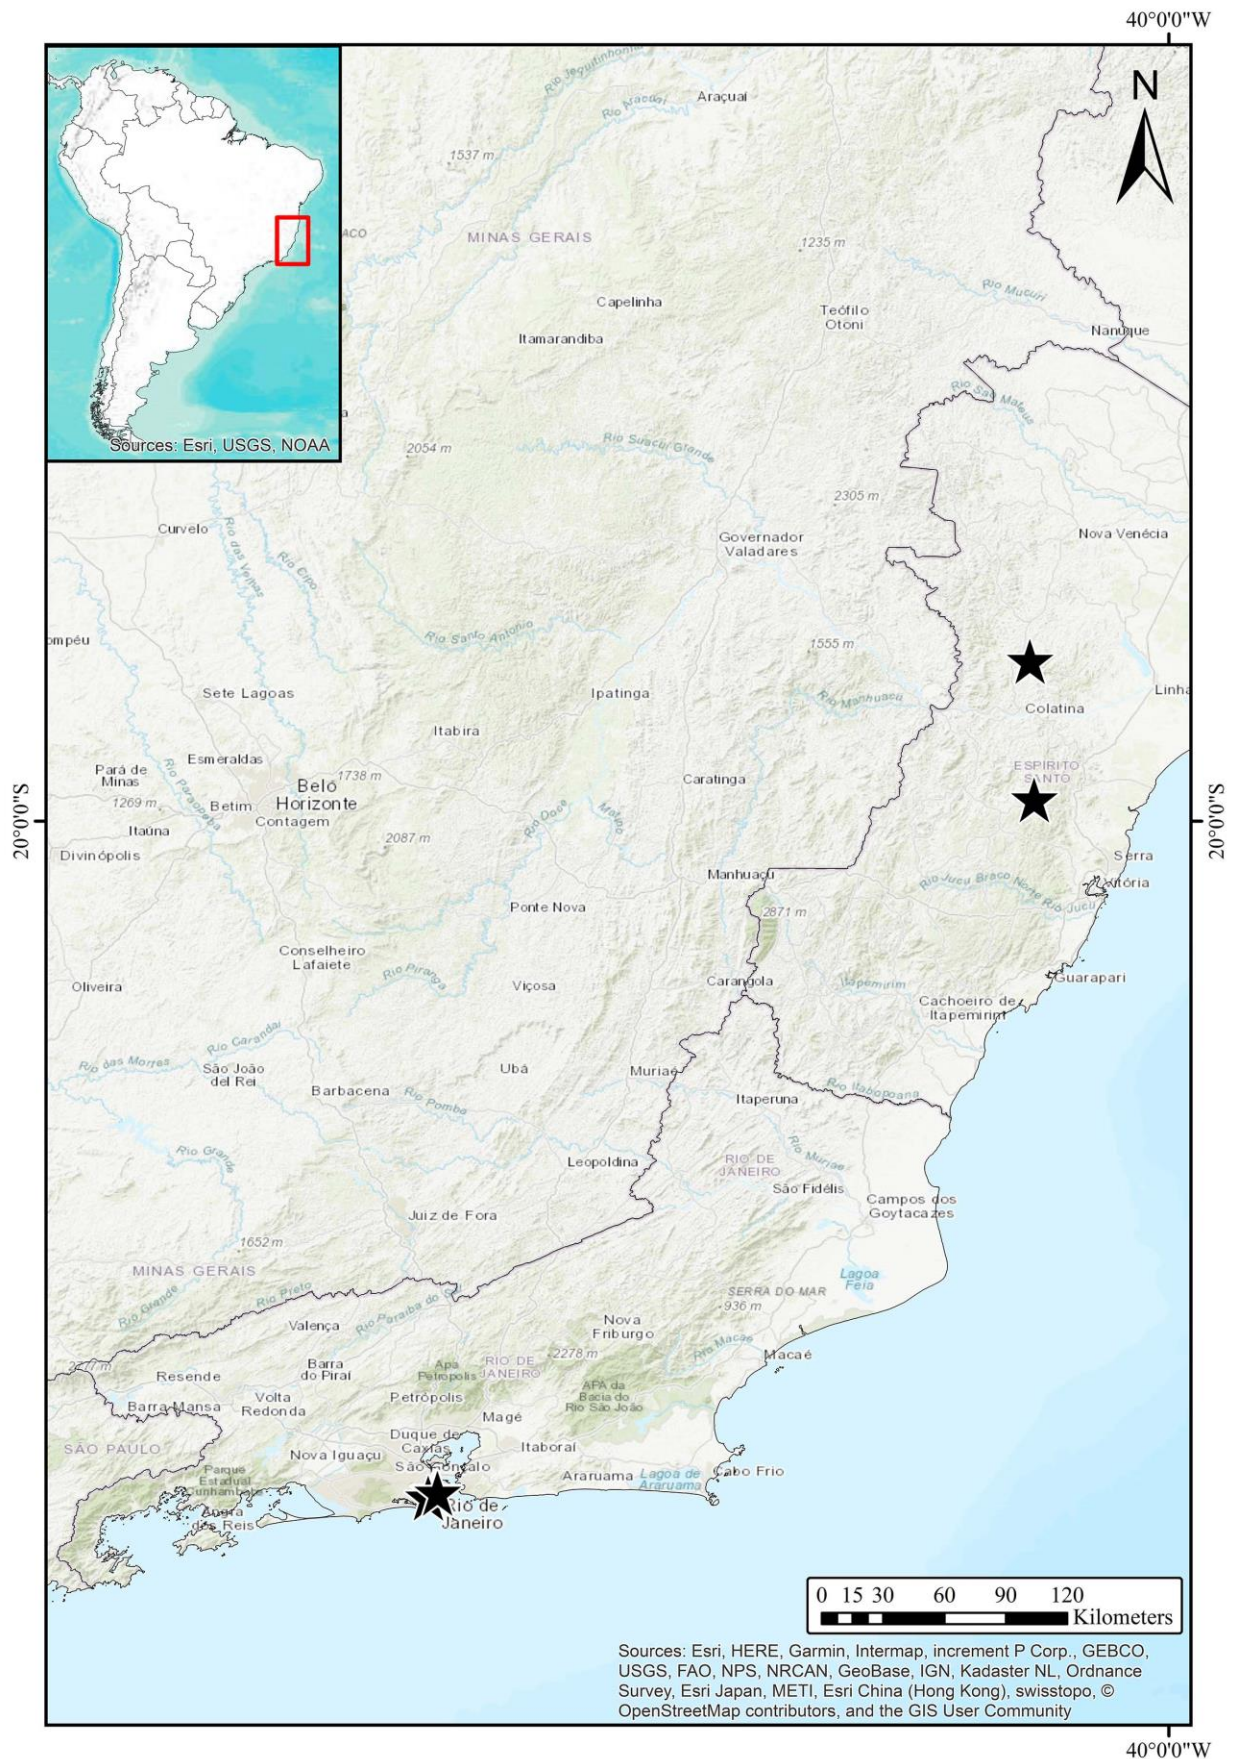 40°0'0"W
Rio Jequitinhonha
Rio Araçuaí
Araçuaí
N
1537 m
ACO
MINAS GERAIS
1235 m
Rio Mucuri
Capelinha
Teófilo
Otoni
Itamarandiba
Nanuque
Rio São Mateus
Sources: Esri, USGS, NOAA
2054 m
Rio Suaçuí Grande
2305 m
Curvelo
Rio das Velhas
Rio Cipó
Governador
Valadares
Nova Venécia
ompéu
Rio Santo Antonio
1555 m
Sete Lagoas
Ipatinga
Rio Manhuacú
Linha
Colatina
Itabira
Esmeraldas
Pará de
Minas
Rio Paraopeba
Belo
Horizonte
1738 m
Caratinga
ESPIRITO
SANTO
1269 m
Betim
Contagem
Itaúna
2087 m
Rio Doce
Matipo
20°0'0"S
20°0'0"S
Divinópolis
Serra
Manhuaçu
Rio Jucu Braco Norte
Rio Jucu
Vitória
Ponte Nova
2871 m
Conselheiro
Lafaiete
Rio Piranga
Oliveira
Viçosa
Carangola
Itapemirim
Guarapari
Cachoeiro de
Itapemirim
Rio Carandaí
Rio das Mortes
São João
del Rei
Ubá
Muriaé
Barbacena
Rio Pomba
Itaperuna
Rio Itabopoana
Rio Grande
Leopoldina
RIO DE
JANEIRO
Rio Muriae
São Fidélis
Campos dos
Goytacazes
Juiz de Fora
1652 m
MINAS GERAIS
Lagoa
Feia
Rio Grande
Rio Preto
SERRA DO MAR
936 m
Valença
Rio Paraíba do Sul
Nova
Friburgo
Rio Macae
Macaé
Resende
Barra
do Piraí
Apa
Petropolis
RIO DE
JANEIRO
2278 m
APA da
Bacia do
Rio São João
Barra Mansa
Volta
Redonda
Petrópolis
Magé
SÃO PAULO
Nova Iguaçu
Duque de
Caxias
Itaboraí
São Gonçalo
Araruama
Lagoa de
Araruama
Cabo Frio
Parque
Estadual
Cunhambebe
Angra
dos Reis
Rio de
Janeiro
0 15 30 60 90 120
Kilometers
Sources: Esri, HERE, Garmin, Intermap, increment P Corp., GEBCO,
USGS, FAO, NPS, NRCAN, GeoBase, IGN, Kadaster NL, Ordnance
Survey, Esri Japan, METI, Esri China (Hong Kong), swisstopo, ©
OpenStreetMap contributors, and the GIS User Community
40°0'0"W